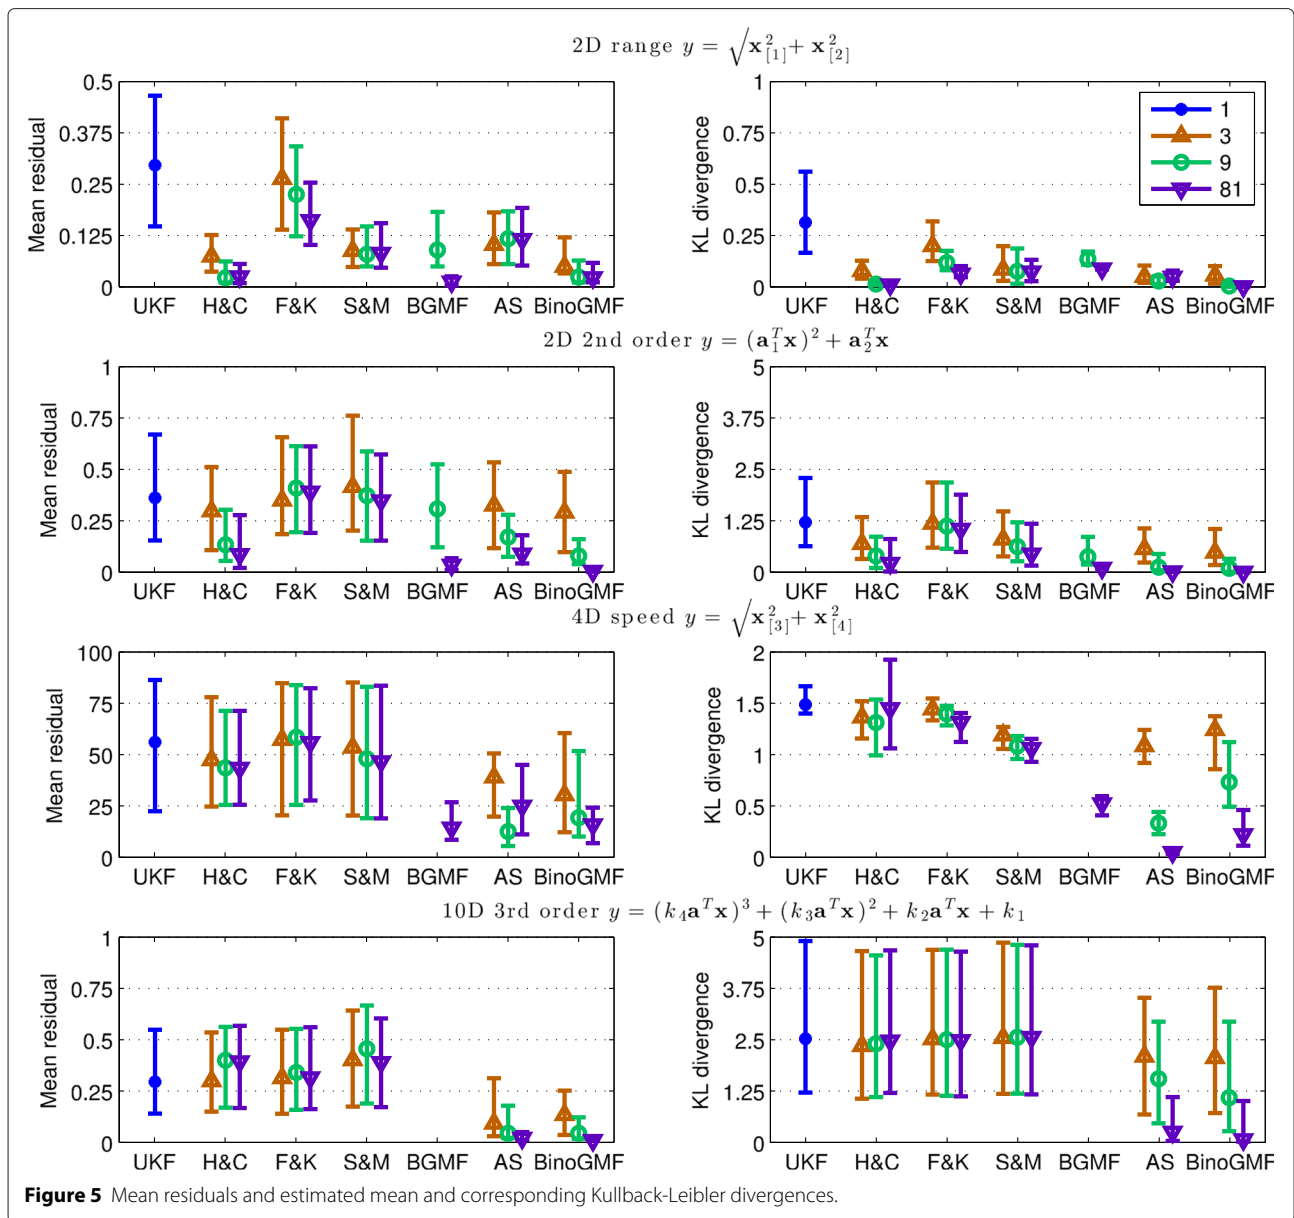 2D range y = √x²[1] + x²[2]
0.5
0.375
0.25
0.125
0
Mean residual
UKF H&C F&K S&M BGMF AS BinoGMF
1
0.75
0.5
0.25
0
KL divergence
UKF H&C F&K S&M BGMF AS BinoGMF
1
3
9
81
2D 2nd order y = (a₁ᵀx)² + a₂ᵀx
1
0.75
0.5
0.25
0
Mean residual
UKF H&C F&K S&M BGMF AS BinoGMF
5
3.75
2.5
1.25
0
KL divergence
UKF H&C F&K S&M BGMF AS BinoGMF
4D speed y = √x²[3] + x²[4]
100
75
50
25
0
Mean residual
UKF H&C F&K S&M BGMF AS BinoGMF
2
1.5
1
0.5
0
KL divergence
UKF H&C F&K S&M BGMF AS BinoGMF
10D 3rd order y = (k₄aᵀx)³ + (k₃aᵀx)² + k₂aᵀx + k₁
1
0.75
0.5
0.25
0
Mean residual
UKF H&C F&K S&M BGMF AS BinoGMF
5
3.75
2.5
1.25
0
KL divergence
UKF H&C F&K S&M BGMF AS BinoGMF
Figure 5 Mean residuals and estimated mean and corresponding Kullback-Leibler divergences.